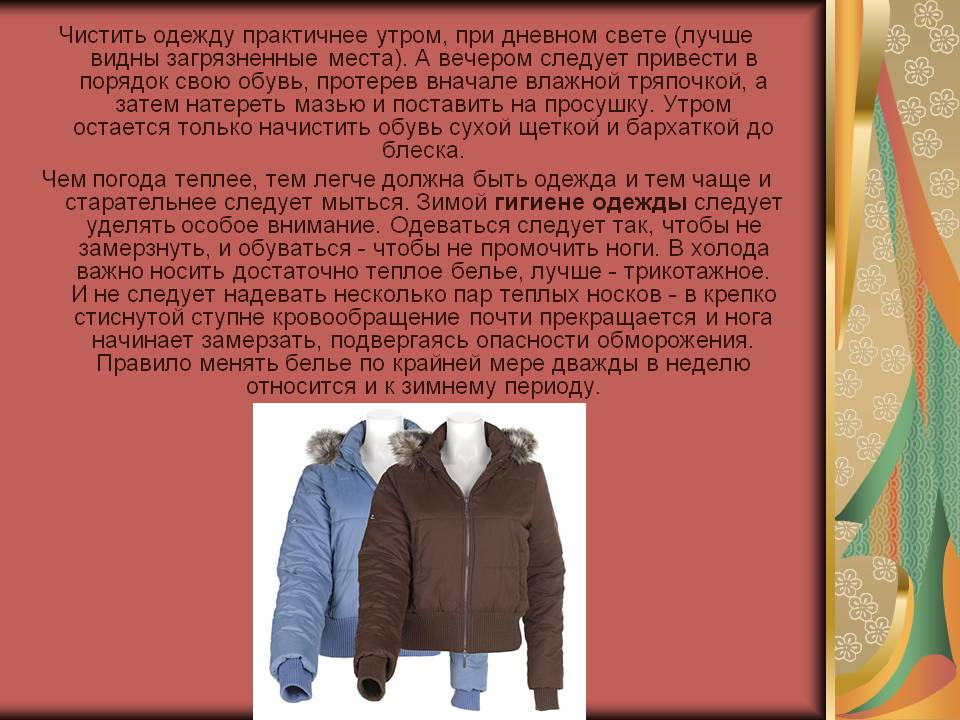 Чистить одежду практичнее утром, при дневном свете (лучше
видны загрязненные места). А вечером следует привести в
порядок свою обувь, протерев вначале влажной тряпочкой, а
затем натереть мазью и поставить на просушку. Утром
остается только начистить обувь сухой щеткой и бархаткой до
блеска.
Чем погода теплее, тем легче должна быть одежда и тем чаще и
старательнее следует мыться. Зимой гигиене одежды следует
уделять особое внимание. Одеваться следует так, чтобы не
замерзнуть, и обуваться - чтобы не промочить ноги. В холода
важно носить достаточно теплое белье, лучше - трикотажное.
И не следует надевать несколько пар теплых носков - в крепко
стиснутой ступне кровообращение почти прекращается и нога
начинает замерзать, подвергаясь опасности обморожения.
Правило менять белье по крайней мере дважды в неделю
относится и к зимнему периоду.